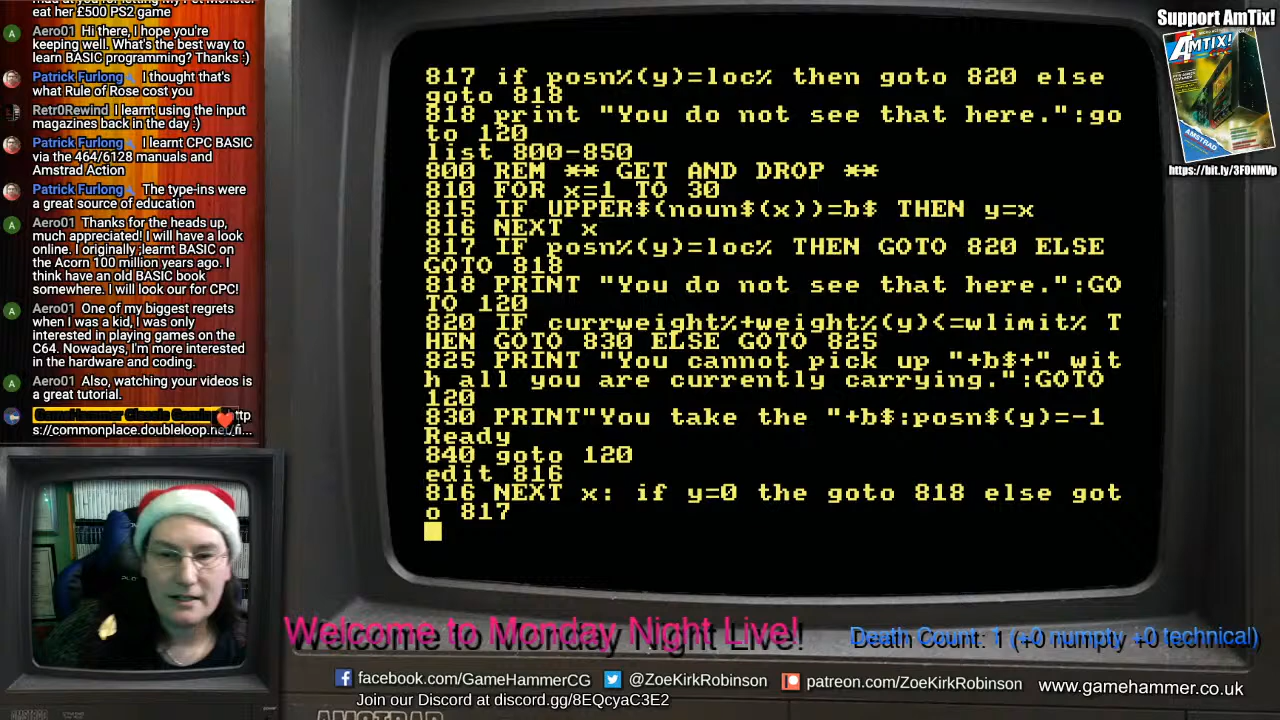 eat her £500 PS2 game
Aero01 Hi there, I hope you're
keeping well. What's the best way to
learn BASIC programming? Thanks :)
Patrick Furlong I thought that's
what Rule of Rose cost you
Retr0Rewind I learnt using the input
magazines back in the day :)
Patrick Furlong I learnt CPC BASIC
via the 464/6128 manuals and
Amstrad Action
Patrick Furlong The type-ins were
a great source of education
Aero01 Thanks for the heads up,
much appreciated! I will have a look
online. I originally ;learnt BASIC on
the Acorn 100 million years ago. I
think have an old BASIC book
somewhere. I will look our for CPC!
Aero01 One of my biggest regrets
when I was a kid, I was only
interested in playing games on the
C64. Nowadays, I'm more interested
in the hardware and coding.
Aero01 Also, watching your videos is
a great tutorial.
817 if posn%(y)=loc% then goto 820 else
goto 818
818 print "You do not see that here.":go
to 120
list 800-850
800 REM ** GET AND DROP **
810 FOR x=1 TO 30
815 IF UPPER$(noun$(x))=b$ THEN y=x
816 NEXT x
817 IF posn%(y)=loc% THEN GOTO 820 ELSE
GOTO 818
818 PRINT "You do not see that here.":GO
TO 120
820 IF currweight%+weight%(y)<=wlimit% T
HEN GOTO 830 ELSE GOTO 825
825 PRINT "You cannot pick up "+b$+" wit
h all you are currently carrying.":GOTO
120
830 PRINT"You take the "+b$:posn$(y)=-1
Ready
840 goto 120
edit 816
816 NEXT x: if y=0 the goto 818 else got
o 817
Support AmTix!
AMTIX!
AMSTRAD
https://bit.ly/3F0NMVp
Welcome to Monday Night Live!
Death Count: 1 (+0 numpty +0 technical)
facebook.com/GameHammerCG
@ZoeKirkRobinson
patreon.com/ZoeKirkRobinson
www.gamehammer.co.uk
Join our Discord at discord.gg/8EQcyaC3E2